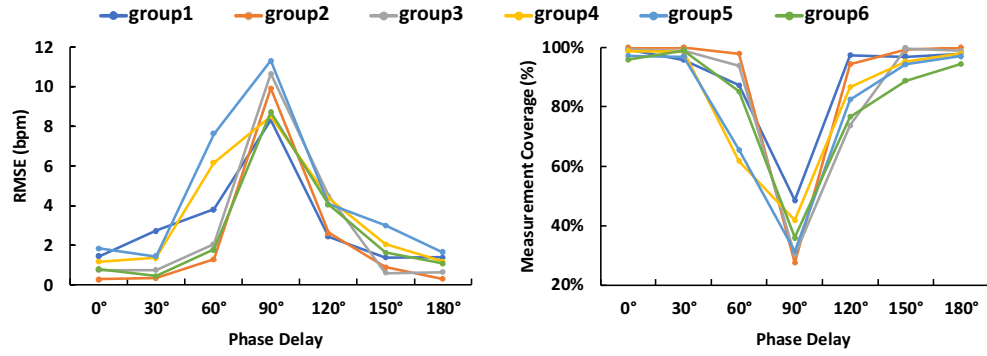 group1 group2 group3 group4 group5 group6
RMSE (bpm)
12
10
8
6
4
2
0
0° 30° 60° 90° 120° 150° 180°
Phase Delay
Measurement Coverage (%)
100%
80%
60%
40%
20%
0° 30° 60° 90° 120° 150° 180°
Phase Delay